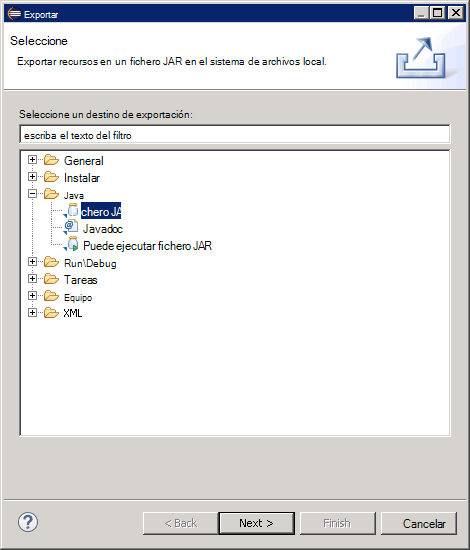 Exportar
Seleccione
Exportar recursos en un fichero JAR en el sistema de archivos local.
Seleccione un destino de exportación:
escriba el texto del filtro
General
Instalar
Java
chero JA
Javadoc
Puede ejecutar fichero JAR
Run\Debug
Tareas
Equipo
XML
< Back
Next >
Finish
Cancelar